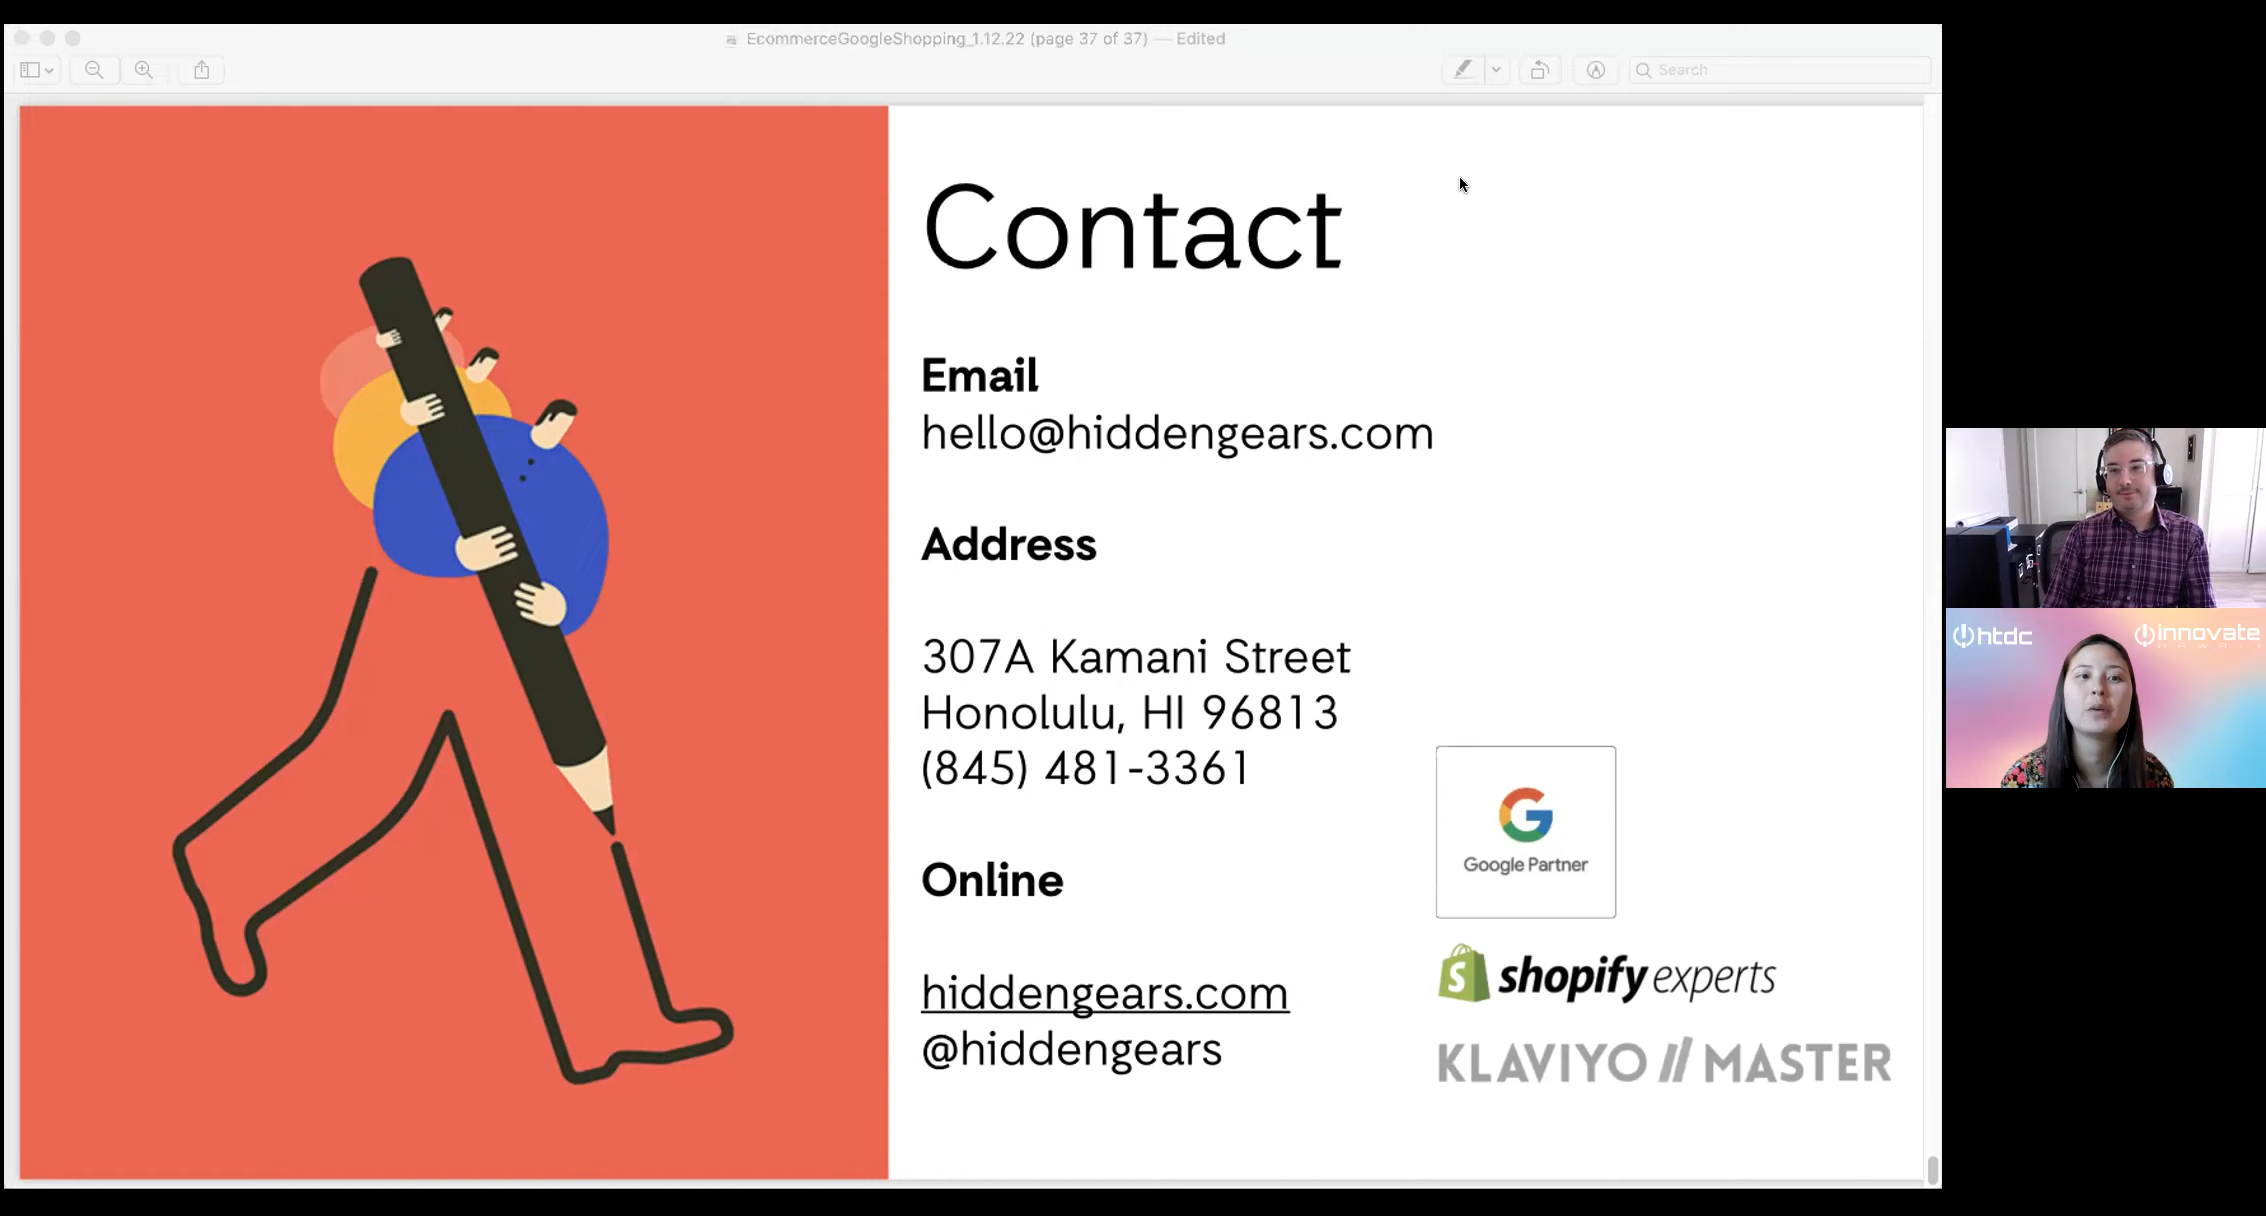 EcommerceGoogleShopping_1.12.22 (page 37 of 37) — Edited
Search
Contact
Email
hello@hiddengears.com
Address
307A Kamani Street
Honolulu, HI 96813
(845) 481-3361
Online
hiddengears.com
@hiddengears
Google Partner
shopify experts
KLAVIYO // MASTER
htdc
innovate